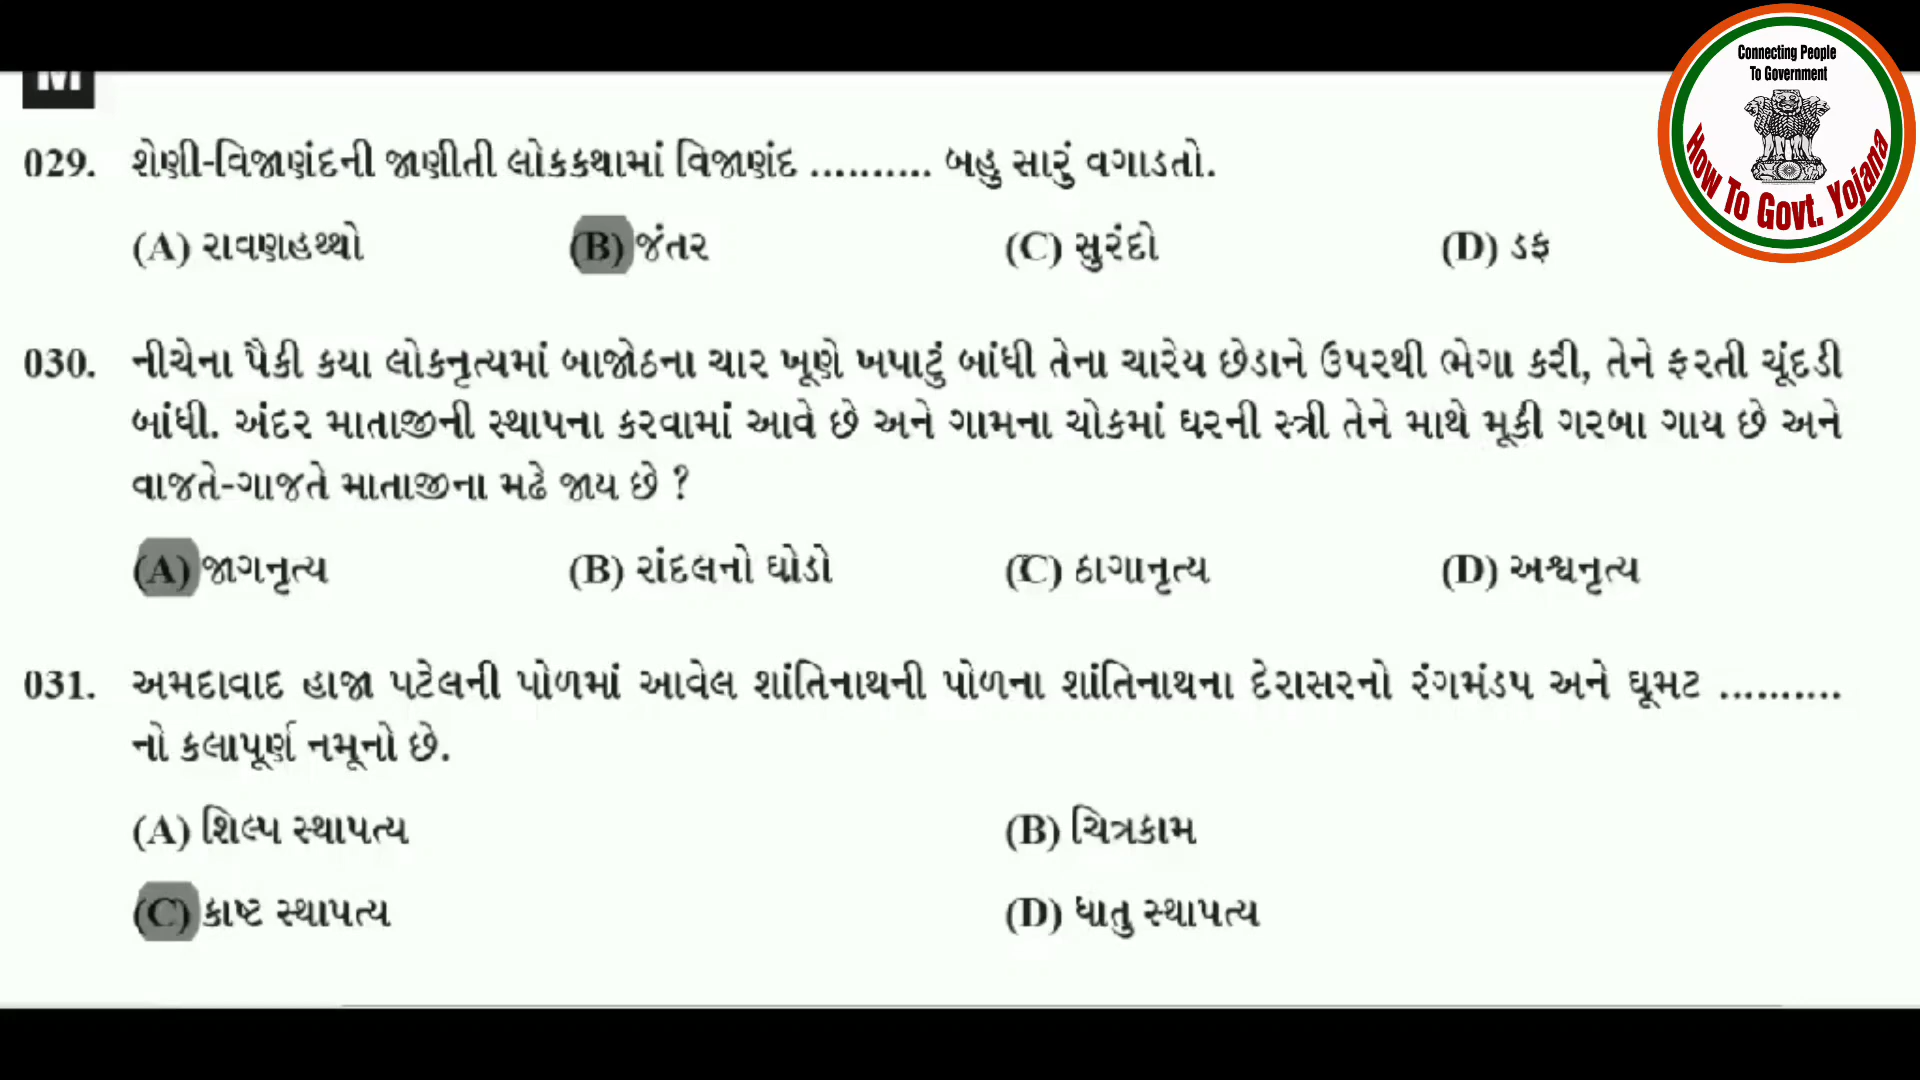 M
Connecting People
To Government
How To Govt. Yojana
029. શેણી-વિજાણંદની જાણીતી લોકકથામાં વિજાણંદ .......... બહુ સારું વગાડતો.
(A) રાવણહથ્થો (B) જંતર (C) સુરંદો (D) ડફ
030. નીચેના પૈકી કયા લોકનૃત્યમાં બાજોઠના ચાર ખૂણે ખપાટું બાંધી તેના ચારેય છેડાને ઉપરથી ભેગા કરી, તેને ફરતી ચૂંદડી
બાંધી. અંદર માતાજીની સ્થાપના કરવામાં આવે છે અને ગામના ચોકમાં ઘરની સ્ત્રી તેને માથે મૂકી ગરબા ગાય છે અને
વાજતે-ગાજતે માતાજીના મઢે જાય છે ?
(A) જાગનૃત્ય (B) રાંદલનો ઘોડો (C) ઠાગાનૃત્ય (D) અશ્વનૃત્ય
031. અમદાવાદ હાજા પટેલની પોળમાં આવેલ શાંતિનાથની પોળના શાંતિનાથના દેરાસરનો રંગમંડપ અને ઘૂમટ ..........
નો કલાપૂર્ણ નમૂનો છે.
(A) શિલ્પ સ્થાપત્ય (B) ચિત્રકામ
(C) કાષ્ટ સ્થાપત્ય (D) ધાતુ સ્થાપત્ય